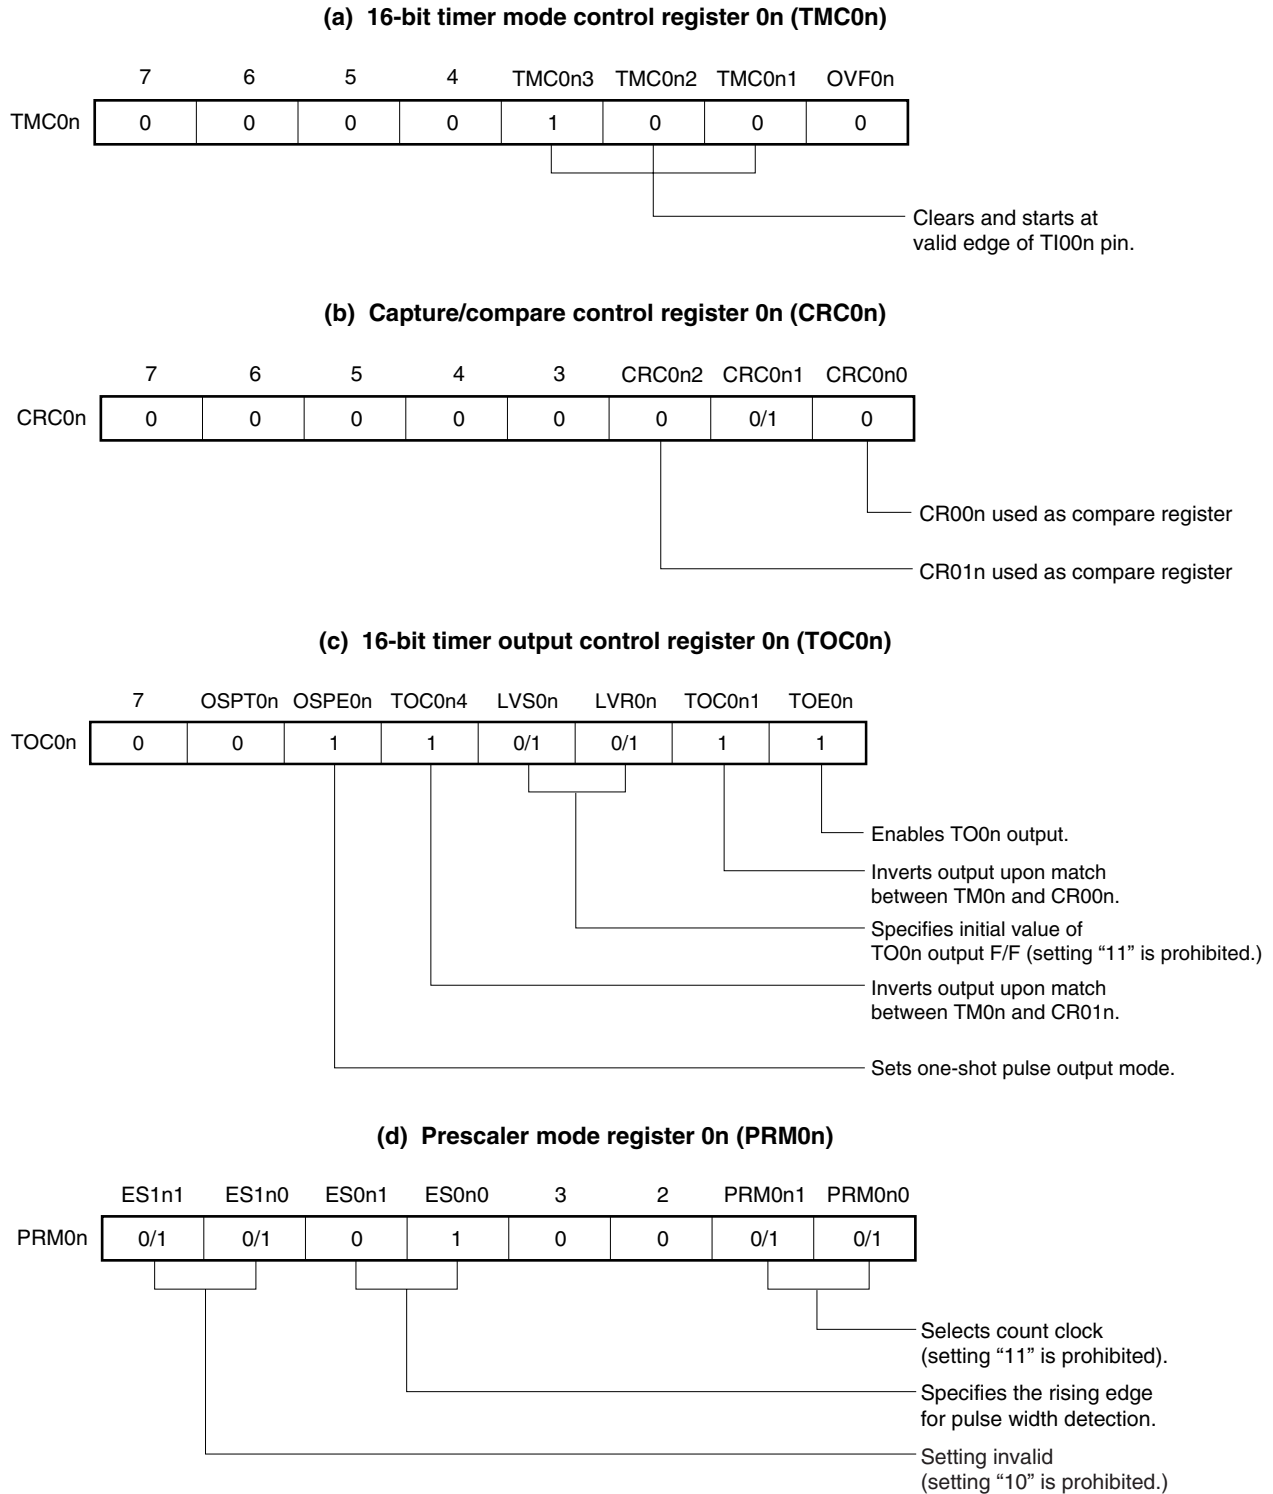 (a) 16-bit timer mode control register 0n (TMC0n)
7 6 5 4 TMC0n3 TMC0n2 TMC0n1 OVF0n
TMC0n 0 0 0 0 1 0 0 0
Clears and starts at
valid edge of TI00n pin.
(b) Capture/compare control register 0n (CRC0n)
7 6 5 4 3 CRC0n2 CRC0n1 CRC0n0
CRC0n 0 0 0 0 0 0 0/1 0
CR00n used as compare register
CR01n used as compare register
(c) 16-bit timer output control register 0n (TOC0n)
7 OSPT0n OSPE0n TOC0n4 LVS0n LVR0n TOC0n1 TOE0n
TOC0n 0 0 1 1 0/1 0/1 1 1
Enables TO0n output.
Inverts output upon match
between TM0n and CR00n.
Specifies initial value of
TO0n output F/F (setting “11” is prohibited.)
Inverts output upon match
between TM0n and CR01n.
Sets one-shot pulse output mode.
(d) Prescaler mode register 0n (PRM0n)
ES1n1 ES1n0 ES0n1 ES0n0 3 2 PRM0n1 PRM0n0
PRM0n 0/1 0/1 0 1 0 0 0/1 0/1
Selects count clock
(setting “11” is prohibited).
Specifies the rising edge
for pulse width detection.
Setting invalid
(setting “10” is prohibited.)